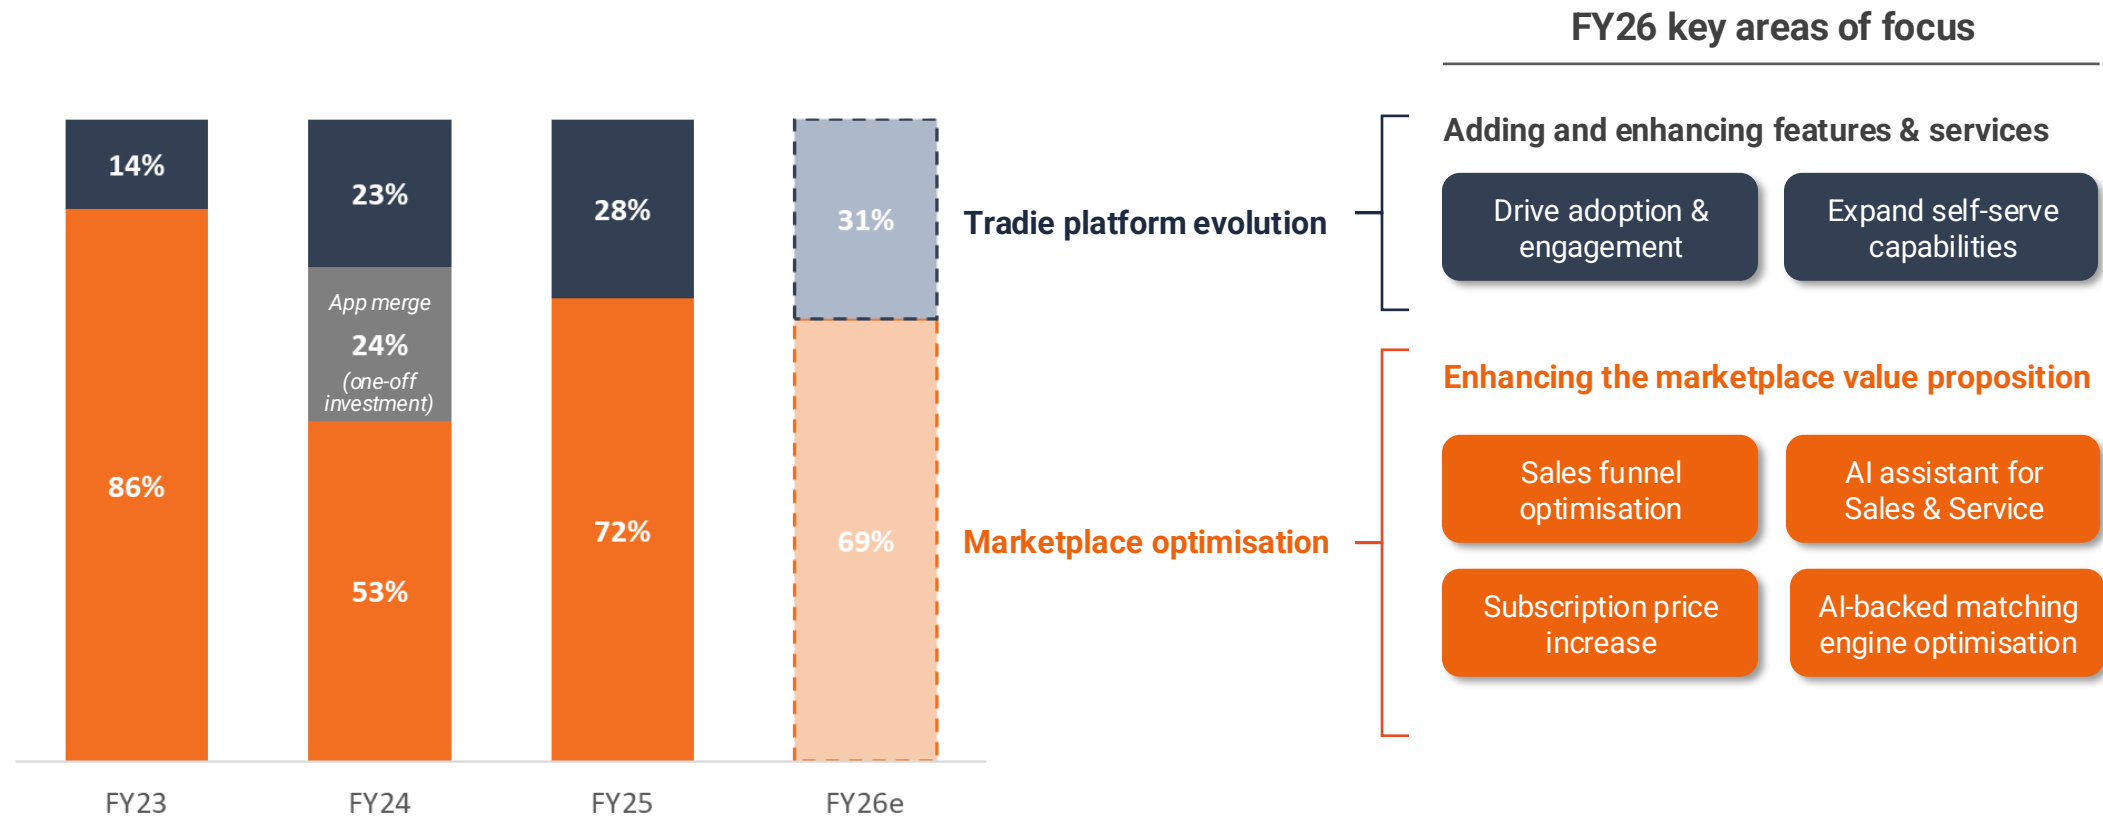 FY26 key areas of focus
14%
86%
FY23
23%
App merge
24%
(one-off
investment)
53%
FY24
28%
72%
FY25
31%
69%
FY26e
Tradie platform evolution
Marketplace optimisation
Adding and enhancing features & services
Drive adoption &
engagement
Expand self-serve
capabilities
Enhancing the marketplace value proposition
Sales funnel
optimisation
AI assistant for
Sales & Service
Subscription price
increase
AI-backed matching
engine optimisation